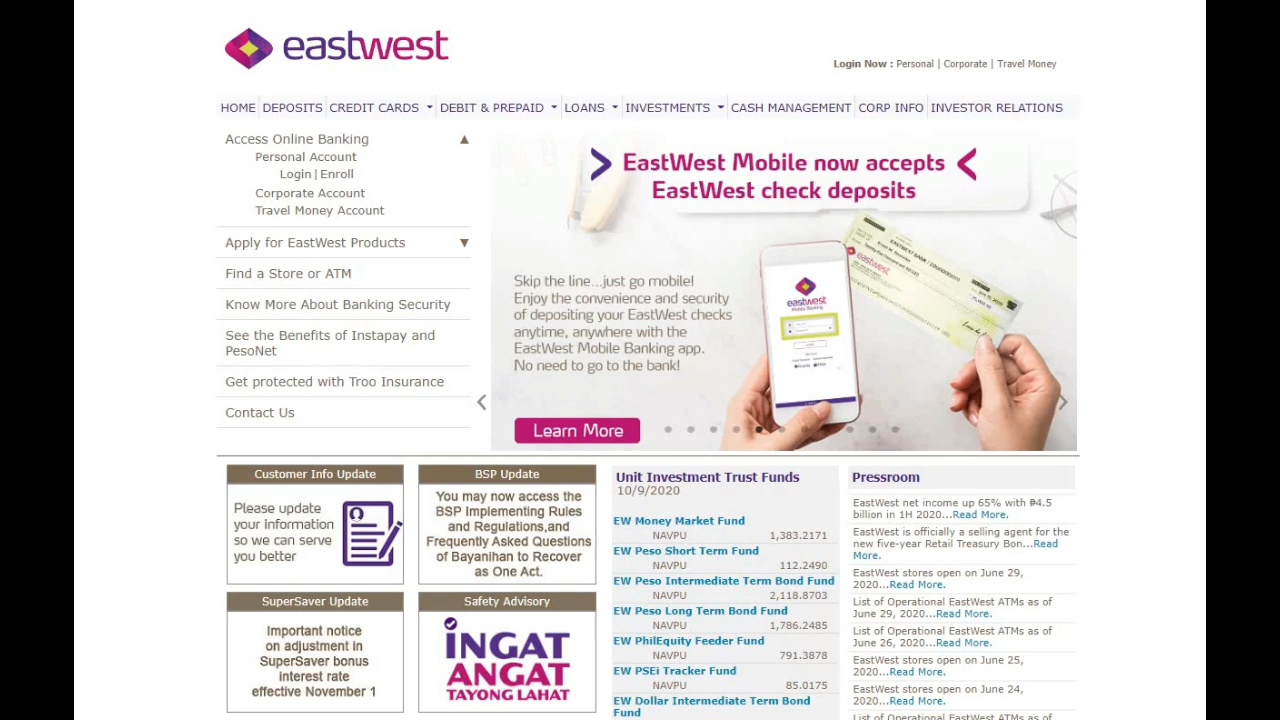 eastwest
Login Now : Personal | Corporate | Travel Money
HOME DEPOSITS CREDIT CARDS DEBIT & PREPAID LOANS INVESTMENTS CASH MANAGEMENT CORP INFO INVESTOR RELATIONS
Access Online Banking
Personal Account
Login | Enroll
Corporate Account
Travel Money Account
Apply for EastWest Products
Find a Store or ATM
Know More About Banking Security
See the Benefits of Instapay and
PesoNet
Get protected with Troo Insurance
Contact Us
EastWest Mobile now accepts
EastWest check deposits
Skip the line...just go mobile!
Enjoy the convenience and security
of depositing your EastWest checks
anytime, anywhere with the
EastWest Mobile Banking app.
No need to go to the bank!
Learn More
eastwest
Mobile Banking
eastwest
Customer Info Update
Please update
your information
so we can serve
you better
BSP Update
You may now access the
BSP Implementing Rules
and Regulations,and
Frequently Asked Questions
of Bayanihan to Recover
as One Act.
SuperSaver Update
Important notice
on adjustment in
SuperSaver bonus
interest rate
effective November 1
Safety Advisory
iNGAT
ANGAT
TAYONG LAHAT
Unit Investment Trust Funds
10/9/2020
EW Money Market Fund
NAVPU 1,383.2171
EW Peso Short Term Fund
NAVPU 112.2490
EW Peso Intermediate Term Bond Fund
NAVPU 2,118.8703
EW Peso Long Term Bond Fund
NAVPU 1,786.2485
EW PhilEquity Feeder Fund
NAVPU 791.3878
EW PSEi Tracker Fund
NAVPU 85.0175
EW Dollar Intermediate Term Bond
Fund
Pressroom
EastWest net income up 65% with ₱4.5
billion in 1H 2020...Read More.
EastWest is officially a selling agent for the
new five-year Retail Treasury Bon...Read
More.
EastWest stores open on June 29,
2020...Read More.
List of Operational EastWest ATMs as of
June 29, 2020...Read More.
List of Operational EastWest ATMs as of
June 26, 2020...Read More.
EastWest stores open on June 25,
2020...Read More.
EastWest stores open on June 24,
2020...Read More.
List of Operational EastWest ATMs as of